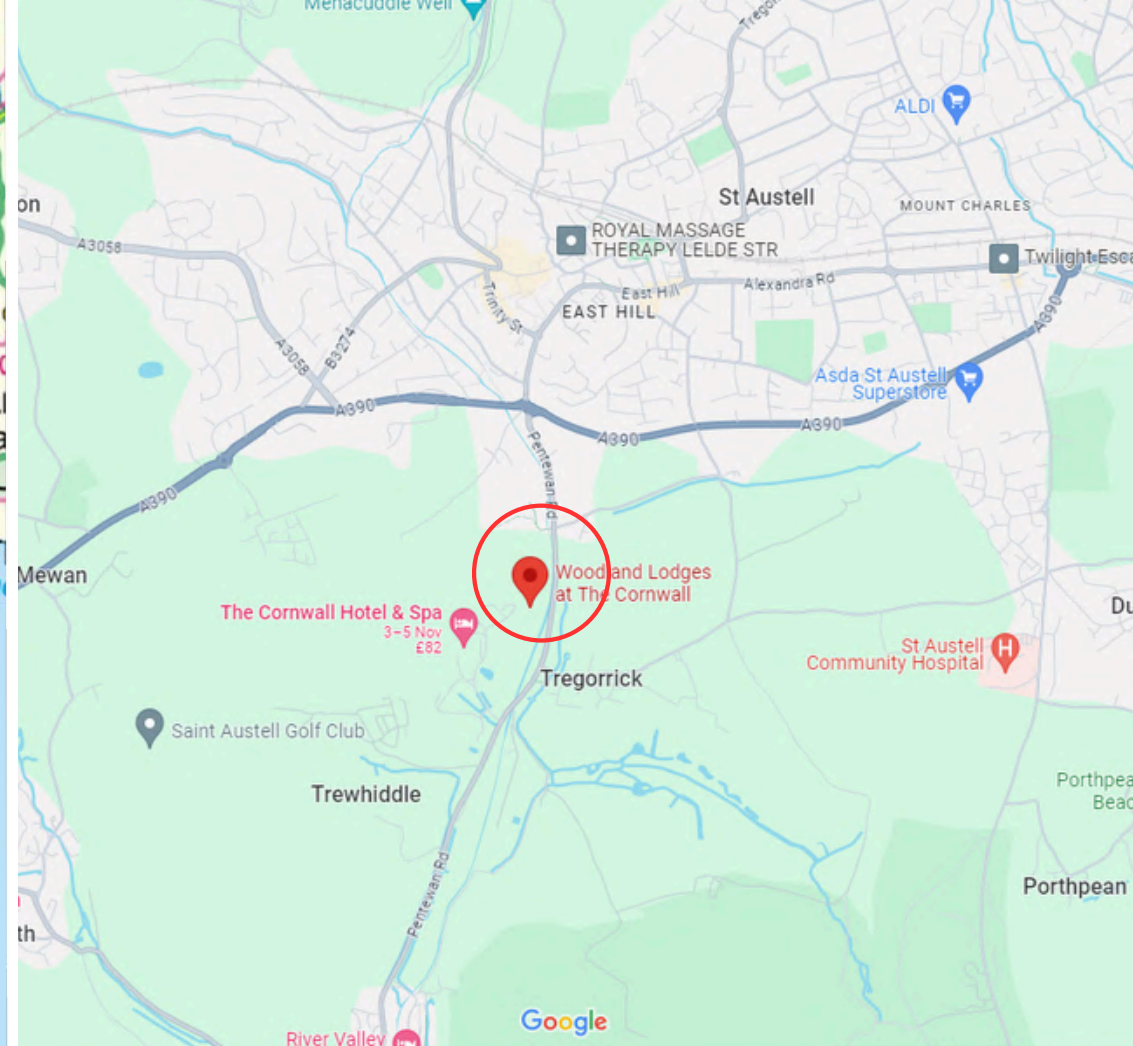 Menacuddle Well
Tregon
ALDI
on
St Austell
MOUNT CHARLES
A3058
ROYAL MASSAGE
THERAPY LELDE STR
Twilight Esca
Alexandra Rd
East Hill
Trinity St
EAST HILL
A390
A3058
B3274
Asda St Austell
Superstore
A390
A390
A390
Pentewan Rd
A390
Mewan
Woodland Lodges
at The Cornwall
The Cornwall Hotel & Spa
3–5 Nov
£82
Du
St Austell
Community Hospital
H
Tregorrick
Saint Austell Golf Club
Porthpea
Beac
Trewhiddle
Pentewan Rd
Porthpean
th
Google
River Valley